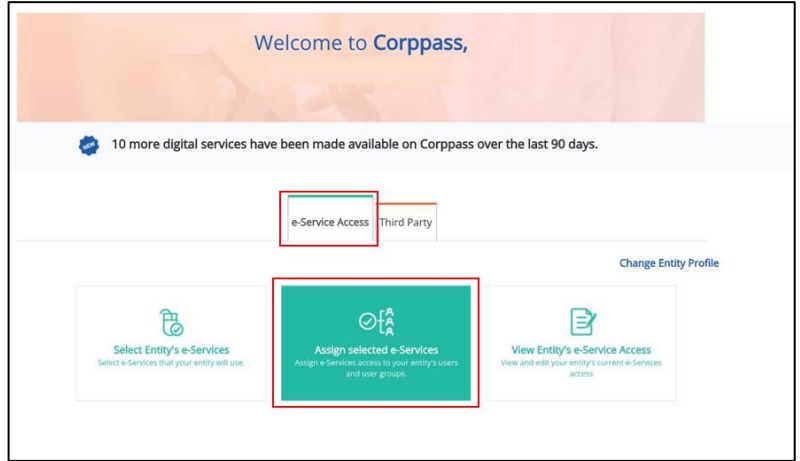 Welcome to Corppass,
NEW
10 more digital services have been made available on Corppass over the last 90 days.
e-Service Access
Third Party
Change Entity Profile
Select Entity's e-Services
Select e-Services that your entity will use.
Assign selected e-Services
Assign e-Services access to your entity's users
and user groups.
View Entity's e-Service Access
View and edit your entity's current e-Services
access